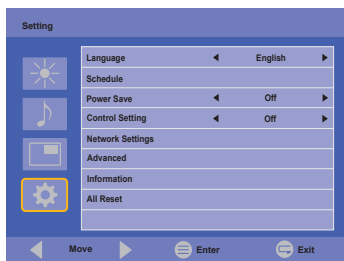 Setting
Language English
Schedule
Power Save Off
Control Setting Off
Network Settings
Advanced
Information
All Reset
Move Enter Exit